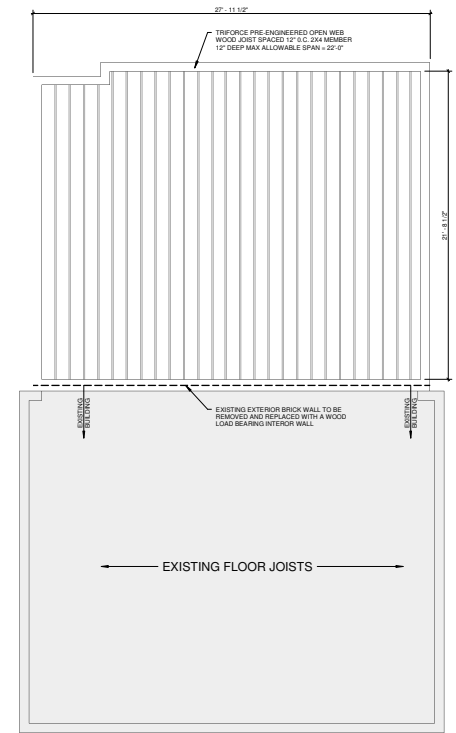 27' - 11 1/2"
TRIFORCE PRE-ENGINEERED OPEN WEB
WOOD JOIST SPACED 12" 0.C. 2X4 MEMBER
12" DEEP MAX ALLOWABLE SPAN = 22'-0"
21' - 8 1/2"
EXISTING
BUILDING
EXISTING
BUILDING
EXISTING EXTERIOR BRICK WALL TO BE
REMOVED AND REPLACED WITH A WOOD
LOAD BEARING INTEROR WALL
EXISTING FLOOR JOISTS